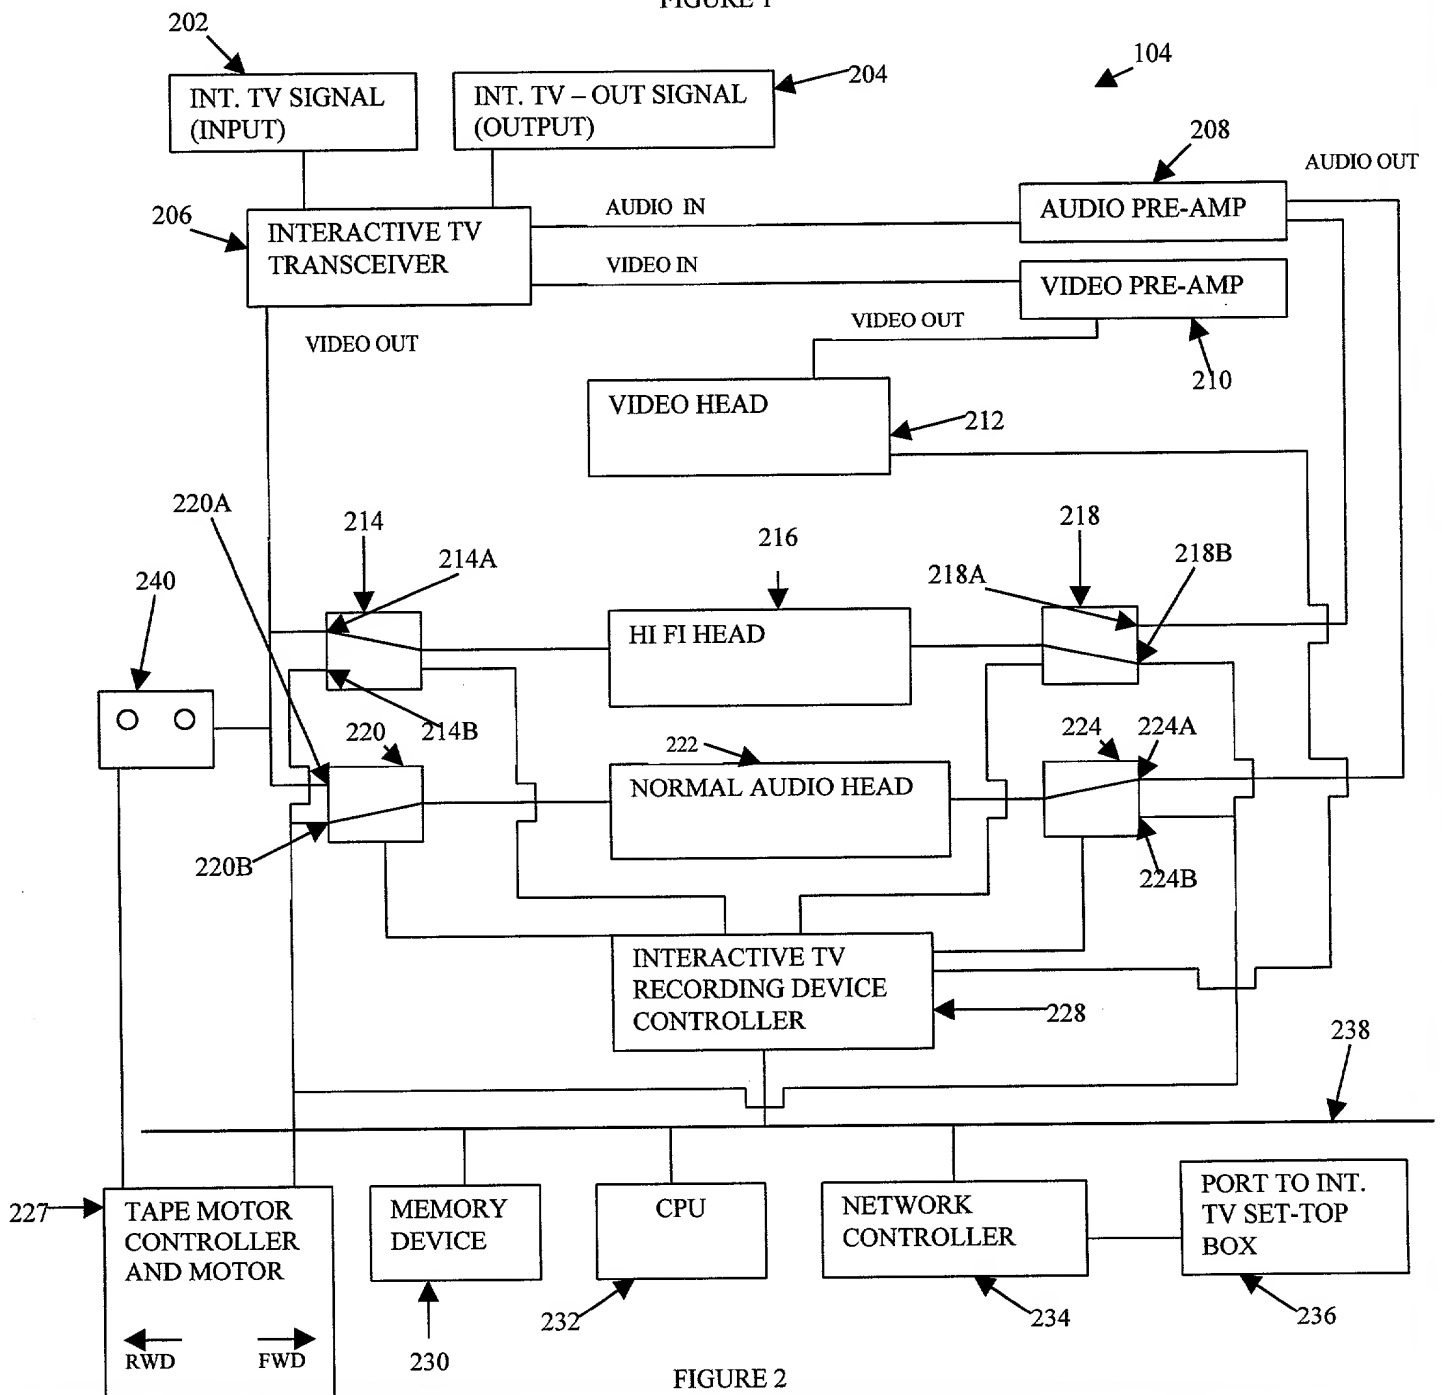 FIGURE 1
202
INT. TV SIGNAL
(INPUT)
INT. TV – OUT SIGNAL
(OUTPUT)
204
104
208
AUDIO OUT
206
INTERACTIVE TV
TRANSCEIVER
AUDIO IN
AUDIO PRE-AMP
VIDEO IN
VIDEO PRE-AMP
VIDEO OUT
VIDEO OUT
210
VIDEO HEAD
212
220A
214
214A
216
218
218A
218B
240
HI FI HEAD
214B
220
222
224
224A
NORMAL AUDIO HEAD
220B
224B
INTERACTIVE TV
RECORDING DEVICE
CONTROLLER
228
238
227
TAPE MOTOR
CONTROLLER
AND MOTOR
MEMORY
DEVICE
CPU
NETWORK
CONTROLLER
PORT TO INT.
TV SET-TOP
BOX
232
234
236
RWD
FWD
230
FIGURE 2